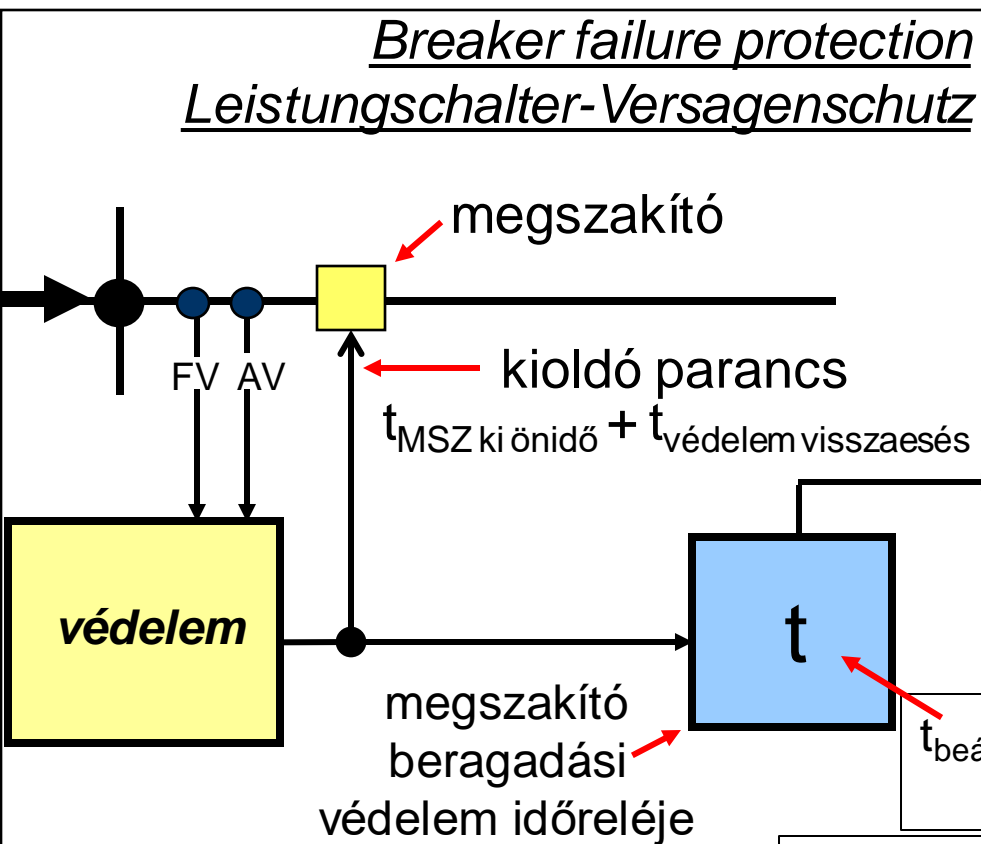 Breaker failure protection
Leistungschalter-Versagenschutz
megszakító
FV AV
kioldó parancs
tMSZ ki önidő + tvédelem visszaesés
védelem
t
megszakító
beragadási
védelem időreléje
tbeá